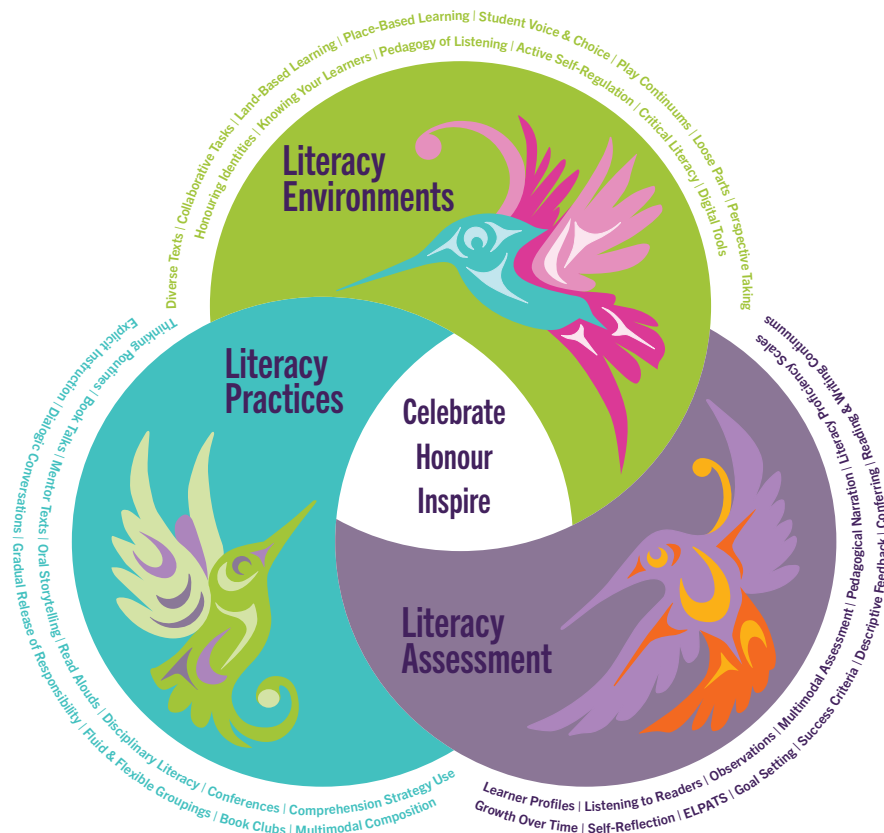 Diverse Texts | Collaborative Tasks | Land-Based Learning | Place-Based Learning | Student Voice & Choice | Play Continuums | Loose Parts | Perspective Taking
Honouring Identities | Knowing Your Learners | Pedagogy of Listening | Active Self-Regulation | Critical Literacy | Digital Tools
Literacy
Environments
Literacy
Practices
Celebrate
Honour
Inspire
Literacy
Assessment
Thinking Routines | Book Talks | Mentor Texts | Oral Storytelling | Read Alouds | Disciplinary Literacy | Conferences | Comprehension Strategy Use
Explicit Instruction | Dialogic Conversations | Gradual Release of Responsibility | Fluid & Flexible Groupings | Book Clubs | Multimodal Composition
Learner Profiles | Listening to Readers | Observations | Multimodal Assessment | Pedagogical Narration | Literacy Proficiency Scales
Growth Over Time | Self-Reflection | ELPATS | Goal Setting | Success Criteria | Descriptive Feedback | Conferring | Reading & Writing Continuums